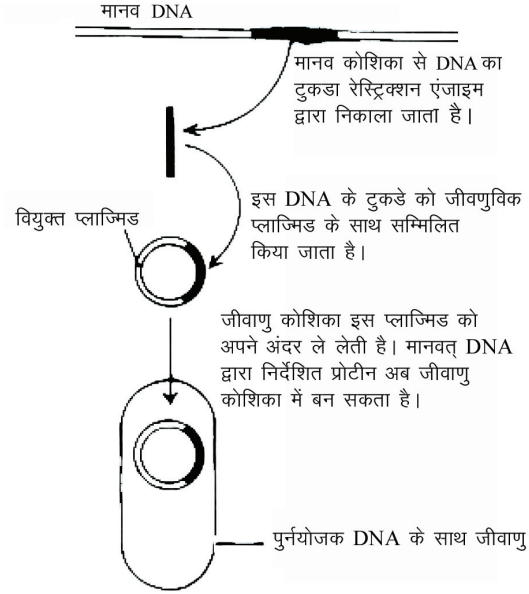 मानव DNA
मानव कोशिका से DNA का
टुकडा रेस्ट्रिक्शन एंजाइम
द्वारा निकाला जाता है।
इस DNA के टुकडे को जीवणुविक
प्लाज्मिड के साथ सम्मिलित
किया जाता है।
वियुक्त प्लाज्मिड
जीवाणु कोशिका इस प्लाज्मिड को
अपने अंदर ले लेती है। मानवत् DNA
द्वारा निर्देशित प्रोटीन अब जीवाणु
कोशिका में बन सकता है।
पुर्नयोजक DNA के साथ जीवाणु